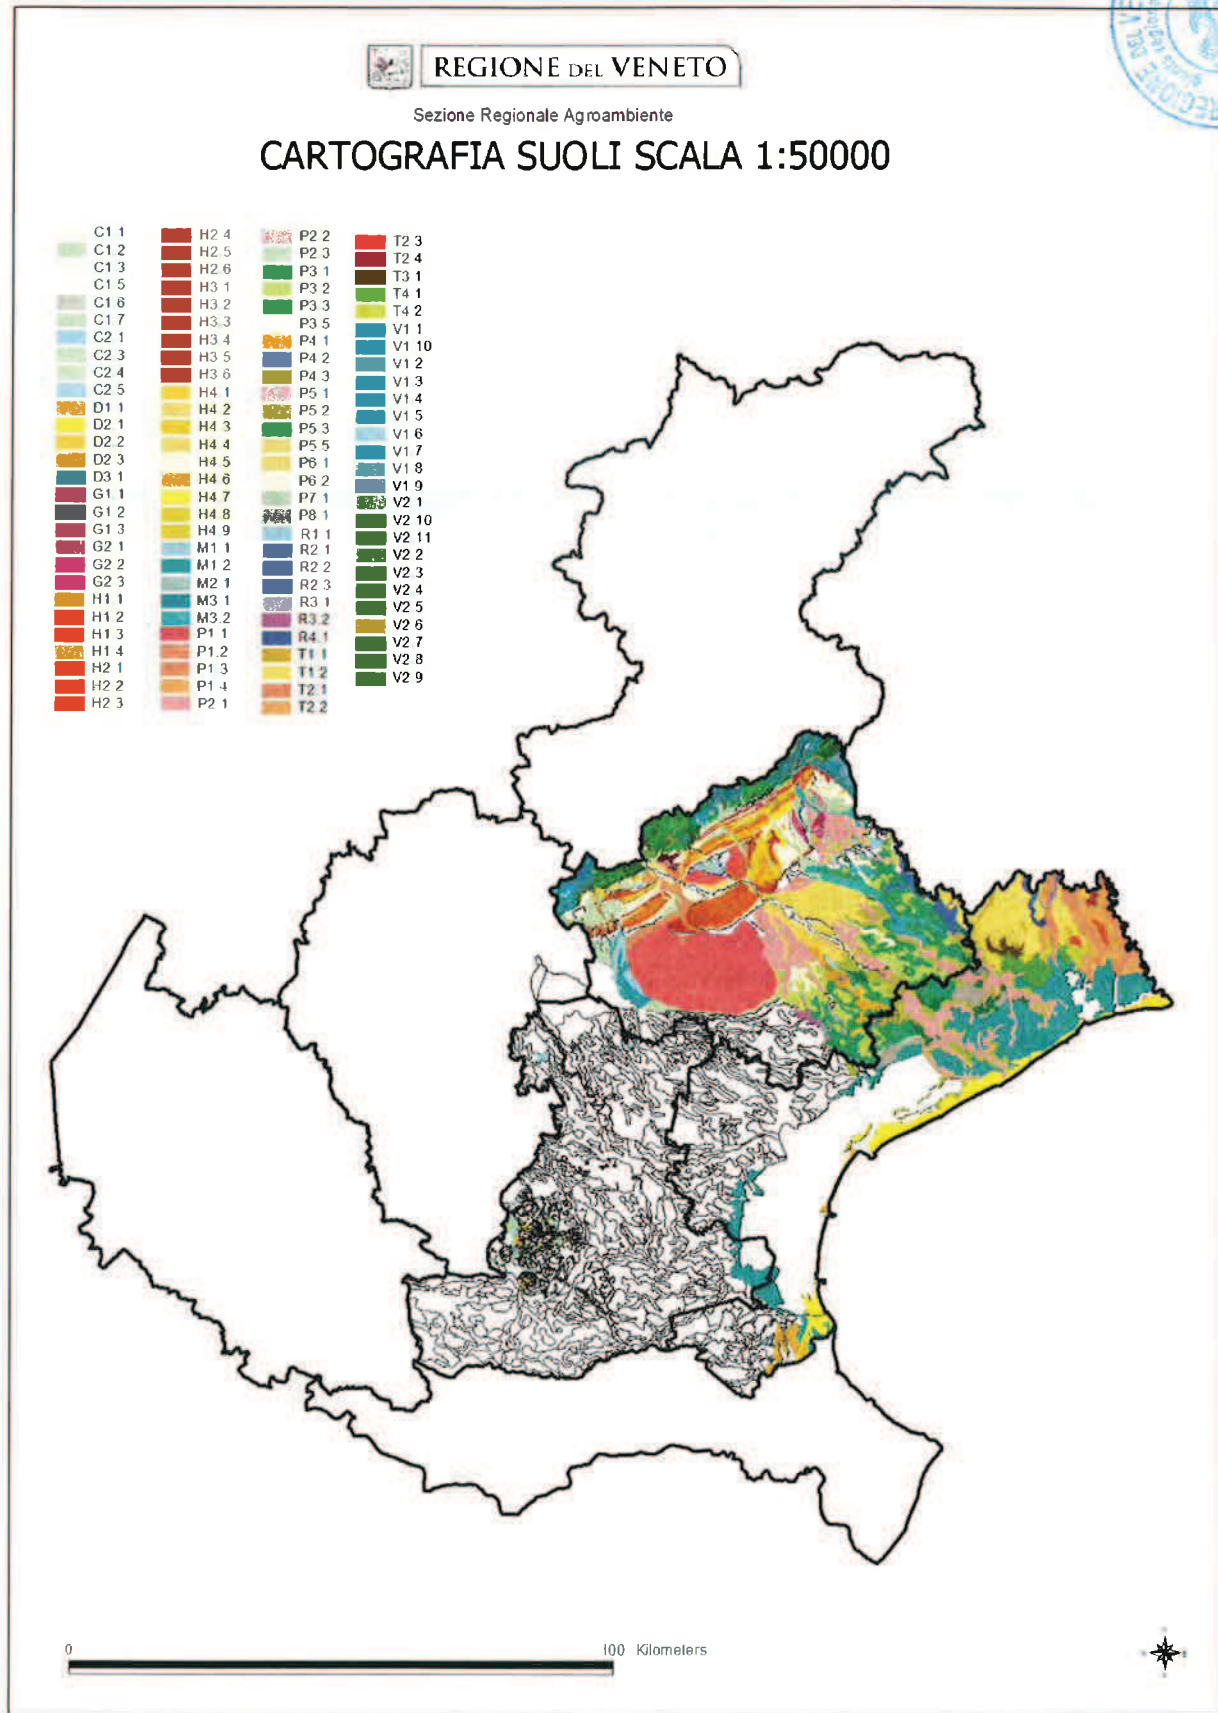 REGIONE DEL VENETO
Sezione Regionale Agroambiente
CARTOGRAFIA SUOLI SCALA 1:50000
C1 1
C1 2
C1 3
C1 5
C1 6
C1 7
C2 1
C2 3
C2 4
C2 5
D1 1
D2 1
D2 2
D2 3
D3 1
G1 1
G1 2
G1 3
G2 1
G2 2
G2 3
H1 1
H1 2
H1 3
H1 4
H2 1
H2 2
H2 3
H2 4
H2 5
H2 6
H3 1
H3 2
H3 3
H3 4
H3 5
H3 6
H4 1
H4 2
H4 3
H4 4
H4 5
H4 6
H4 7
H4 8
H4 9
M1 1
M1 2
M2 1
M3 1
M3.2
P1 1
P1.2
P1 3
P1 4
P2 1
P2 2
P2 3
P3 1
P3 2
P3 3
P3 5
P4 1
P4 2
P4 3
P5 1
P5 2
P5 3
P5 5
P6 1
P6 2
P7 1
P8 1
R1 1
R2 1
R2 2
R2 3
R3 1
R3.2
R4.1
T1 1
T1 2
T2 1
T2 2
T2 3
T2 4
T3 1
T4 1
T4 2
V1 1
V1 10
V1 2
V1 3
V1 4
V1 5
V1 6
V1 7
V1 8
V1 9
V2 1
V2 10
V2 11
V2 2
V2 3
V2 4
V2 5
V2 6
V2 7
V2 8
V2 9
0
100 Kilometers